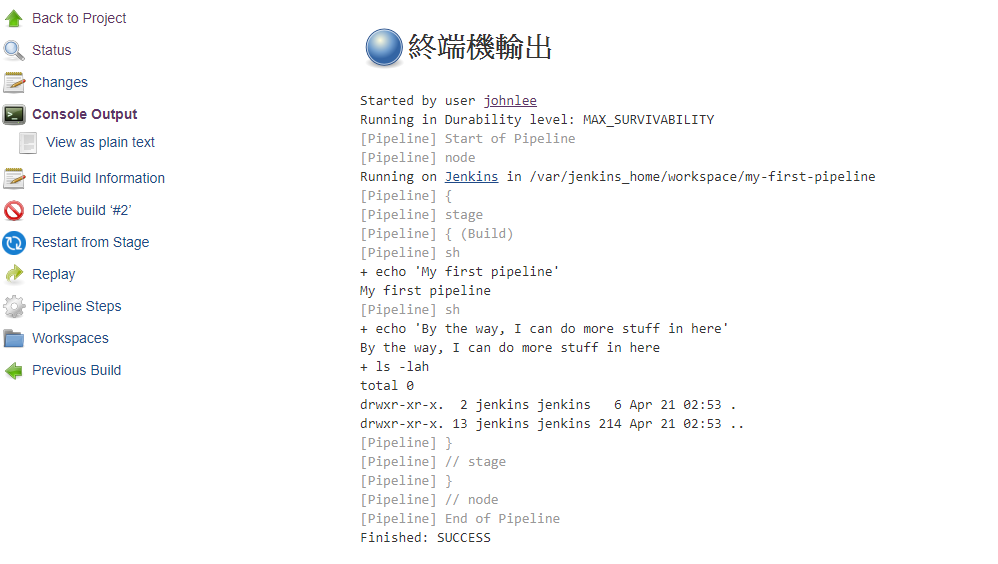 Back to Project
Status
Changes
Console Output
View as plain text
Edit Build Information
Delete build ‘#2’
Restart from Stage
Replay
Pipeline Steps
Workspaces
Previous Build
終端機輸出
Started by user johnlee
Running in Durability level: MAX_SURVIVABILITY
[Pipeline] Start of Pipeline
[Pipeline] node
Running on Jenkins in /var/jenkins_home/workspace/my-first-pipeline
[Pipeline] {
[Pipeline] stage
[Pipeline] { (Build)
[Pipeline] sh
+ echo 'My first pipeline'
My first pipeline
[Pipeline] sh
+ echo 'By the way, I can do more stuff in here'
By the way, I can do more stuff in here
+ ls -lah
total 0
drwxr-xr-x.  2 jenkins jenkins   6 Apr 21 02:53 .
drwxr-xr-x. 13 jenkins jenkins 214 Apr 21 02:53 ..
[Pipeline] }
[Pipeline] // stage
[Pipeline] }
[Pipeline] // node
[Pipeline] End of Pipeline
Finished: SUCCESS